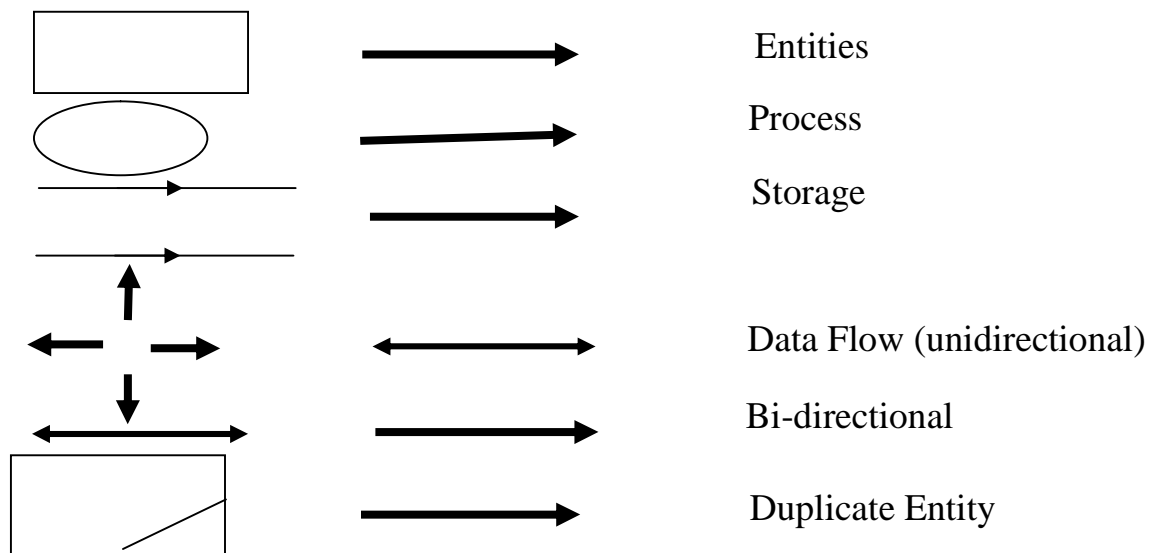 Entities
Process
Storage
Data Flow (unidirectional)
Bi-directional
Duplicate Entity